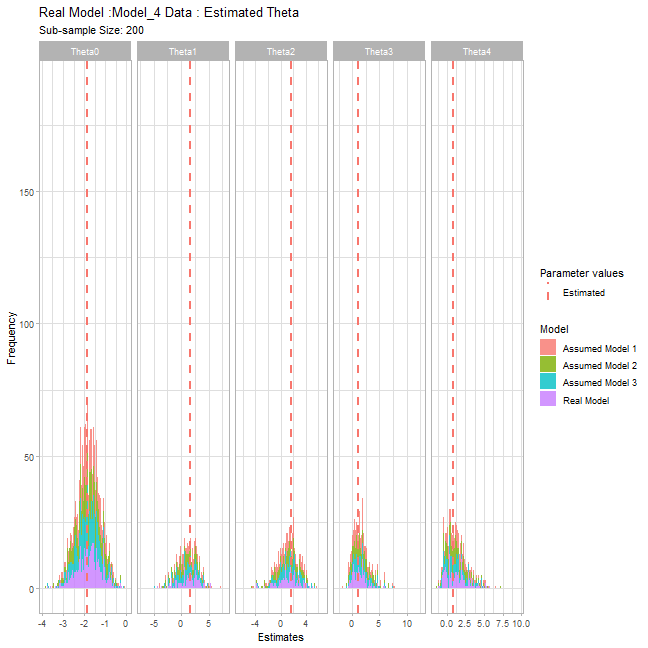 Real Model :Model_4 Data : Estimated Theta
Sub-sample Size: 200
Theta0 Theta1 Theta2 Theta3 Theta4
150
100
50
0
Frequency
-4 -3 -2 -1 0 -5 0 5 -4 0 4 0 5 10 0.0 2.5 5.0 7.5 10.0
Estimates
Parameter values
Estimated
Model
Assumed Model 1
Assumed Model 2
Assumed Model 3
Real Model